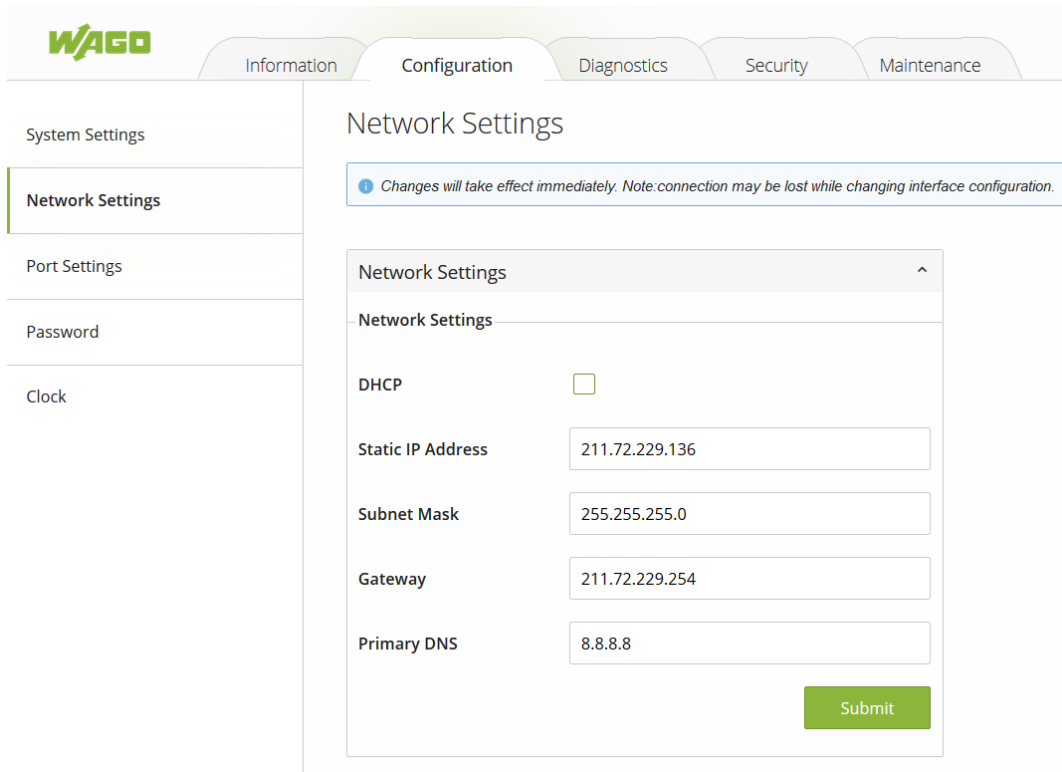 WAGO
Information Configuration Diagnostics Security Maintenance
System Settings
Network Settings
Port Settings
Password
Clock
Network Settings
Changes will take effect immediately. Note:connection may be lost while changing interface configuration.
Network Settings
Network Settings
DHCP
Static IP Address 211.72.229.136
Subnet Mask 255.255.255.0
Gateway 211.72.229.254
Primary DNS 8.8.8.8
Submit